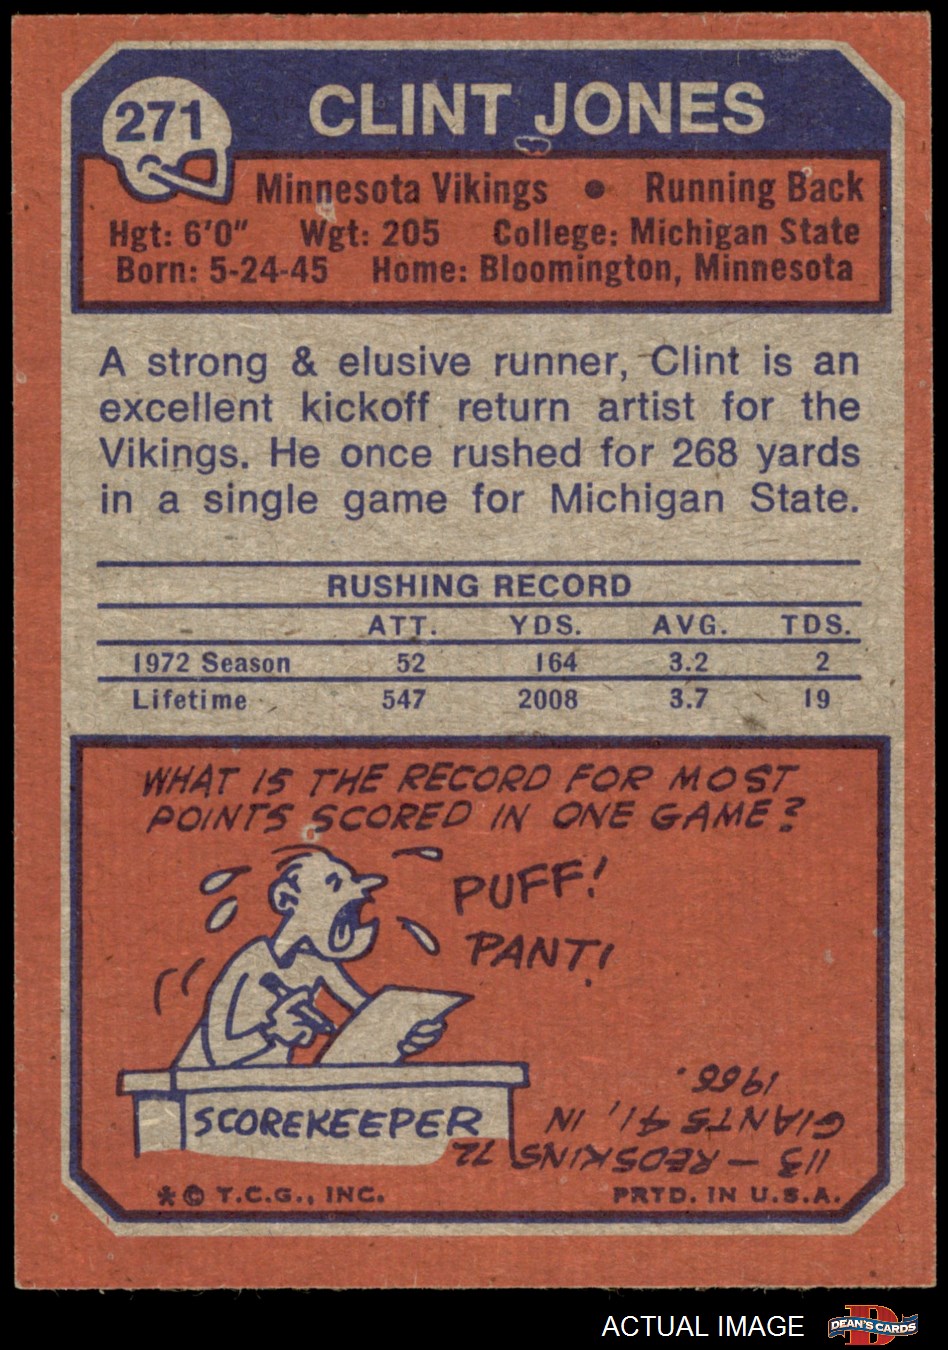 271
CLINT JONES
Minnesota Vikings • Running Back
Hgt: 6'0" Wgt: 205 College: Michigan State
Born: 5-24-45 Home: Bloomington, Minnesota
A strong & elusive runner, Clint is an
excellent kickoff return artist for the
Vikings. He once rushed for 268 yards
in a single game for Michigan State.
RUSHING RECORD
ATT. YDS. AVG. TDS.
1972 Season 52 164 3.2 2
Lifetime 547 2008 3.7 19
WHAT IS THE RECORD FOR MOST
POINTS SCORED IN ONE GAME?
PUFF!
PANT!
SCOREKEEPER
113 — REDSKINS 72
GIANTS 41, IN
1966.
* © T.C.G., INC. PRTD. IN U.S.A.
ACTUAL IMAGE
D
DEAN'S CARDS